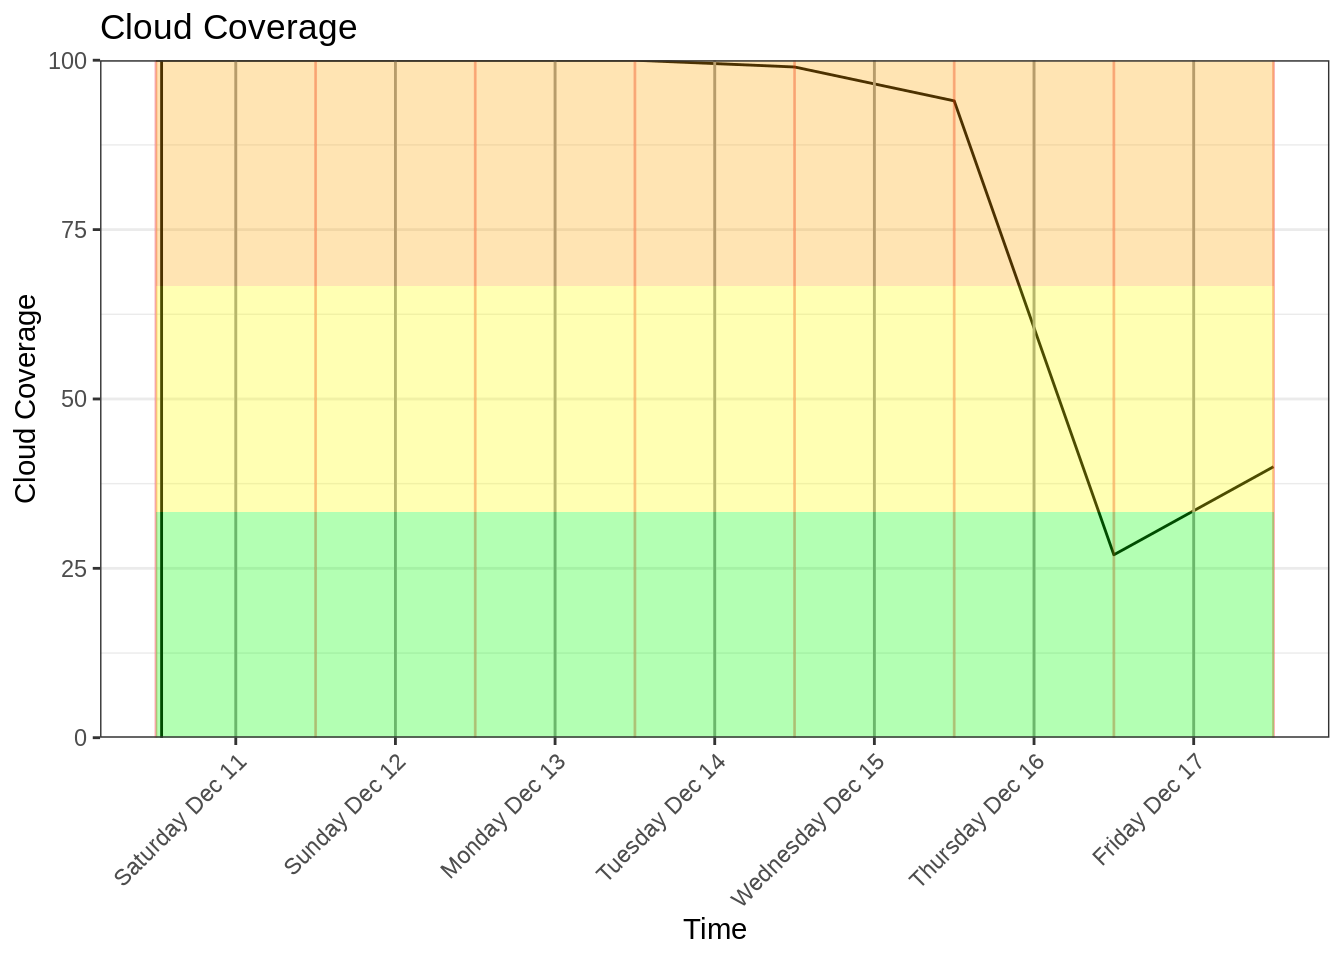 Cloud Coverage
100
75
50
25
0
Cloud Coverage
Saturday Dec 11
Sunday Dec 12
Monday Dec 13
Tuesday Dec 14
Wednesday Dec 15
Thursday Dec 16
Friday Dec 17
Time